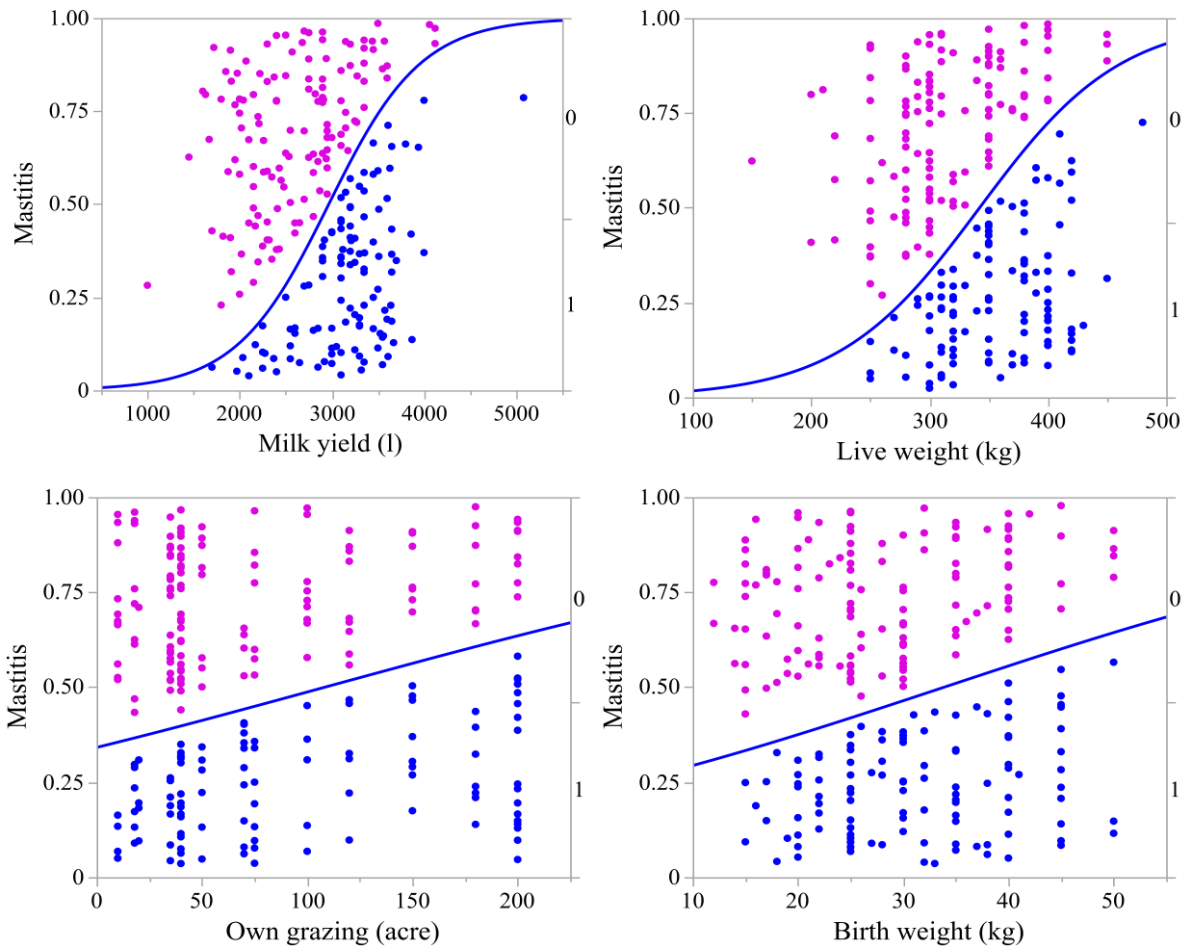 1.00
0.75
0.50
0.25
0
Mastitis
0
1
1000 2000 3000 4000 5000
Milk yield (l)
1.00
0.75
0.50
0.25
0
Mastitis
0
1
100 200 300 400 500
Live weight (kg)
1.00
0.75
0.50
0.25
0
Mastitis
0
1
0 50 100 150 200
Own grazing (acre)
1.00
0.75
0.50
0.25
0
Mastitis
0
1
10 20 30 40 50
Birth weight (kg)